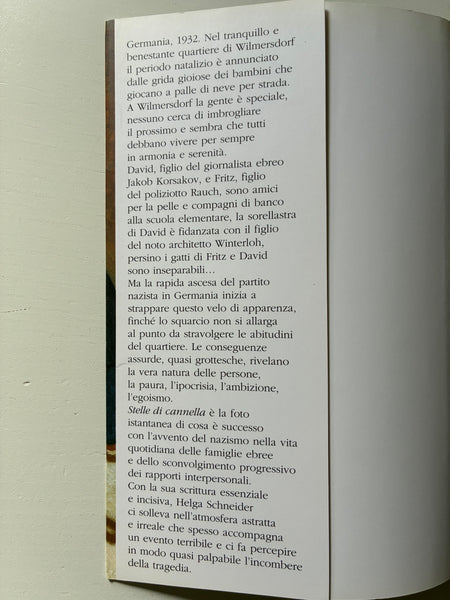 Germania, 1932. Nel tranquillo e
benestante quartiere di Wilmersdorf
il periodo natalizio è annunciato
dalle grida gioiose dei bambini che
giocano a palle di neve per strada.
A Wilmersdorf la gente è speciale,
nessuno cerca di imbrogliare
il prossimo e sembra che tutti
debbano vivere per sempre
in armonia e serenità.
David, figlio del giornalista ebreo
Jakob Korsakov, e Fritz, figlio
del poliziotto Rauch, sono amici
per la pelle e compagni di banco
alla scuola elementare, la sorellastra
di David è fidanzata con il figlio
del noto architetto Winterloh,
persino i gatti di Fritz e David
sono inseparabili...
Ma la rapida ascesa del partito
nazista in Germania inizia a
strappare questo velo di apparenza,
finché lo squarcio non si allarga
al punto da stravolgere le abitudini
del quartiere. Le conseguenze
assurde, quasi grottesche, rivelano
la vera natura delle persone,
la paura, l'ipocrisia, l'ambizione,
l'egoismo.
Stelle di cannella è la foto
istantanea di cosa è successo
con l'avvento del nazismo nella vita
quotidiana delle famiglie ebree
e dello sconvolgimento progressivo
dei rapporti interpersonali.
Con la sua scrittura essenziale
e incisiva, Helga Schneider
ci solleva nell'atmosfera astratta
e irreale che spesso accompagna
un evento terribile e ci fa percepire
in modo quasi palpabile l'incombere
della tragedia.